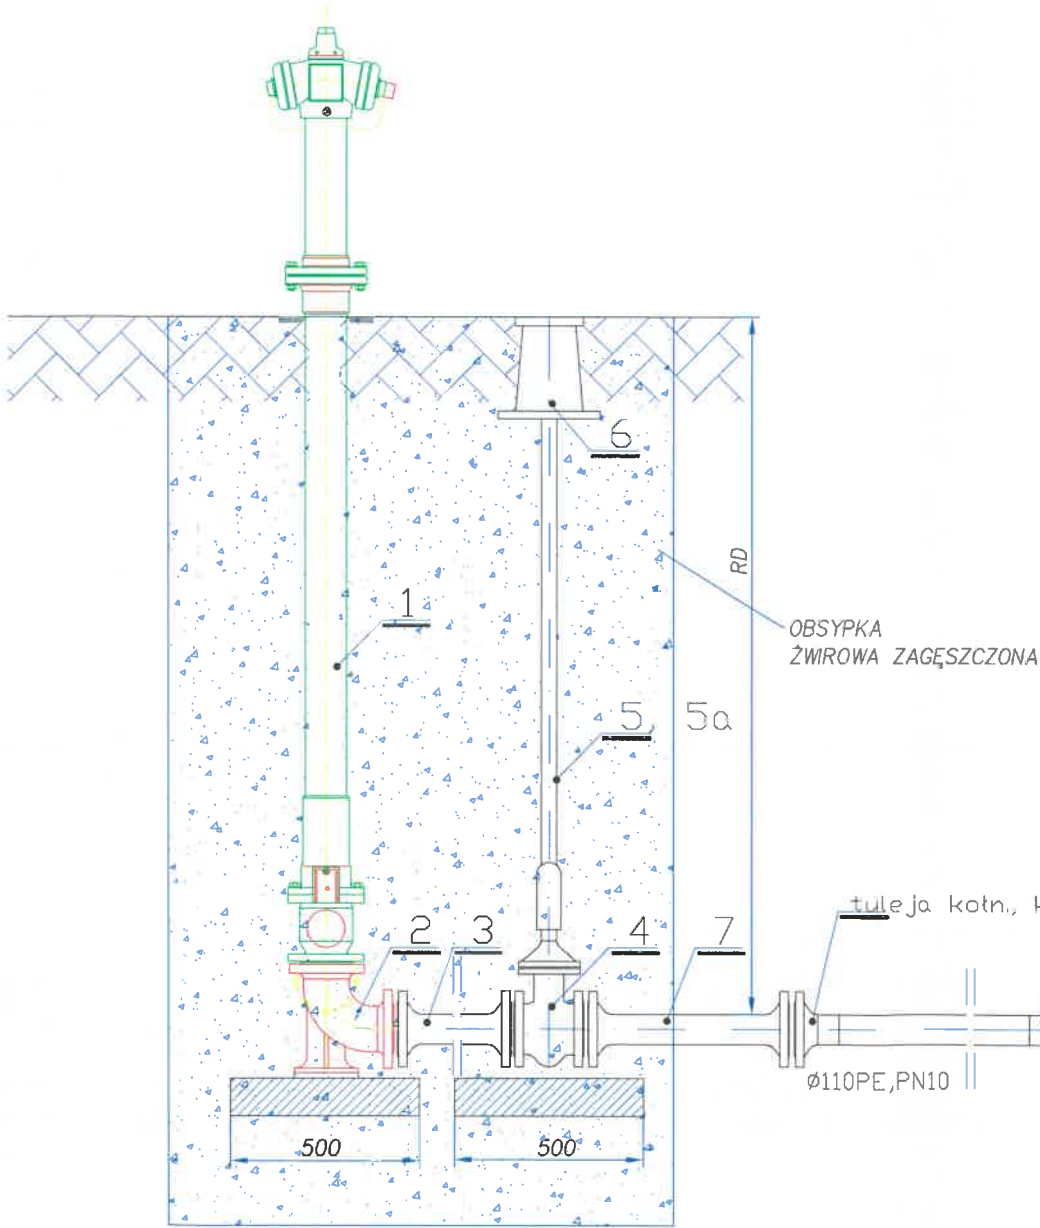 6
RD
1
OBSYPKA
ŻWIROWA ZAGĘSZCZONA
5, 5a
tuleja kołn.,
2
3
4
7
Ø110PE,PN10
500
500